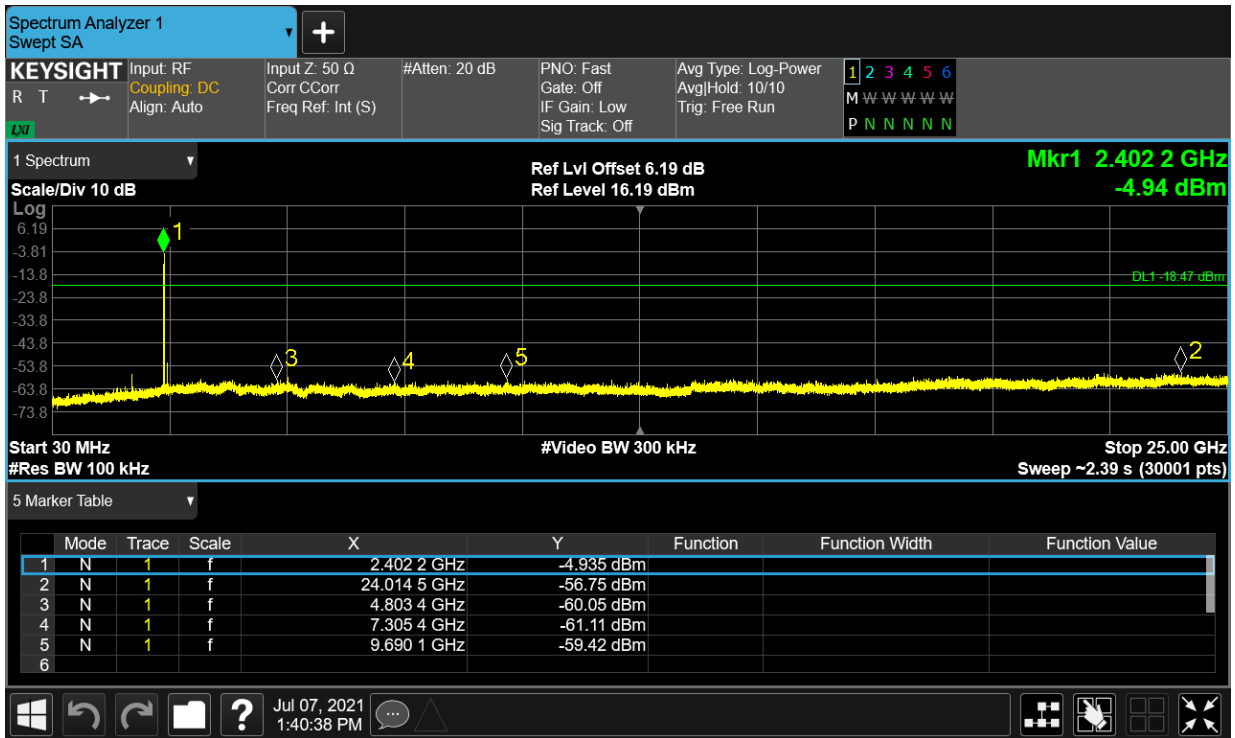 Spectrum Analyzer 1
Swept SA
+
KEYSIGHT
R T
LXI
Input: RF
Coupling: DC
Align: Auto
Input Z: 50 Ω
Corr CCorr
Freq Ref: Int (S)
#Atten: 20 dB
PNO: Fast
Gate: Off
IF Gain: Low
Sig Track: Off
Avg Type: Log-Power
Avg|Hold: 10/10
Trig: Free Run
1 2 3 4 5 6
M W W W W W
P N N N N N
1 Spectrum
Scale/Div 10 dB
Log
Ref Lvl Offset 6.19 dB
Ref Level 16.19 dBm
Mkr1 2.402 2 GHz
-4.94 dBm
6.19
-3.81
-13.8
-23.8
-33.8
-43.8
-53.8
-63.8
-73.8
1
DL1 -18.47 dBm
3
4
5
2
Start 30 MHz
#Res BW 100 kHz
#Video BW 300 kHz
Stop 25.00 GHz
Sweep ~2.39 s (30001 pts)
5 Marker Table
Mode Trace Scale X Y Function Function Width Function Value
1 N 1 f 2.402 2 GHz -4.935 dBm
2 N 1 f 24.014 5 GHz -56.75 dBm
3 N 1 f 4.803 4 GHz -60.05 dBm
4 N 1 f 7.305 4 GHz -61.11 dBm
5 N 1 f 9.690 1 GHz -59.42 dBm
6
?
Jul 07, 2021
1:40:38 PM